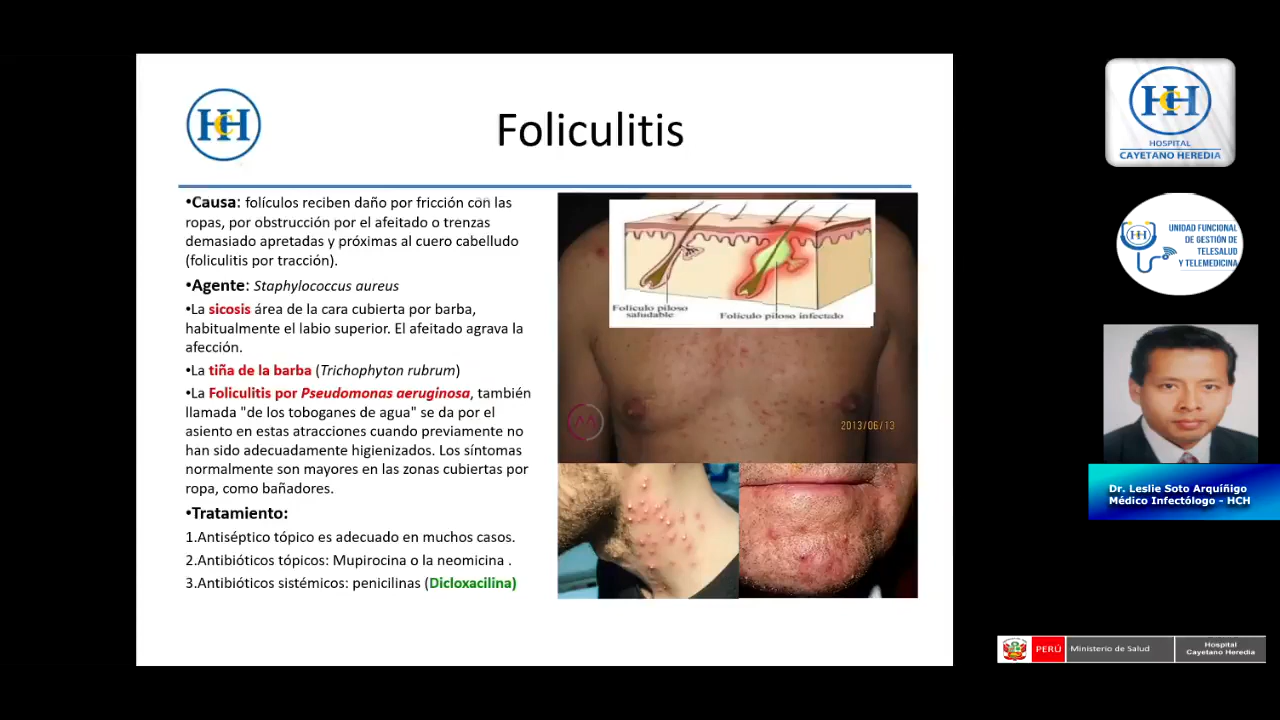 Foliculitis
•Causa: folículos reciben daño por fricción con las
ropas, por obstrucción por el afeitado o trenzas
demasiado apretadas y próximas al cuero cabelludo
(foliculitis por tracción).
•Agente: Staphylococcus aureus
•La sicosis área de la cara cubierta por barba,
habitualmente el labio superior. El afeitado agrava la
afección.
•La tiña de la barba (Trichophyton rubrum)
•La Foliculitis por Pseudomonas aeruginosa, también
llamada "de los toboganes de agua" se da por el
asiento en estas atracciones cuando previamente no
han sido adecuadamente higienizados. Los síntomas
normalmente son mayores en las zonas cubiertas por
ropa, como bañadores.
•Tratamiento:
1.Antiséptico tópico es adecuado en muchos casos.
2.Antibióticos tópicos: Mupirocina o la neomicina .
3.Antibióticos sistémicos: penicilinas (Dicloxacilina)
Folículo piloso
saludable
Folículo piloso infectado
2013/06/13
HCH
HCH
HOSPITAL
CAYETANO HEREDIA
HCH
UNIDAD FUNCIONAL
DE GESTIÓN DE
TELESALUD
Y TELEMEDICINA
Dr. Leslie Soto Arquíñigo
Médico Infectólogo - HCH
PERÚ
Ministerio de Salud
Hospital
Cayetano Heredia